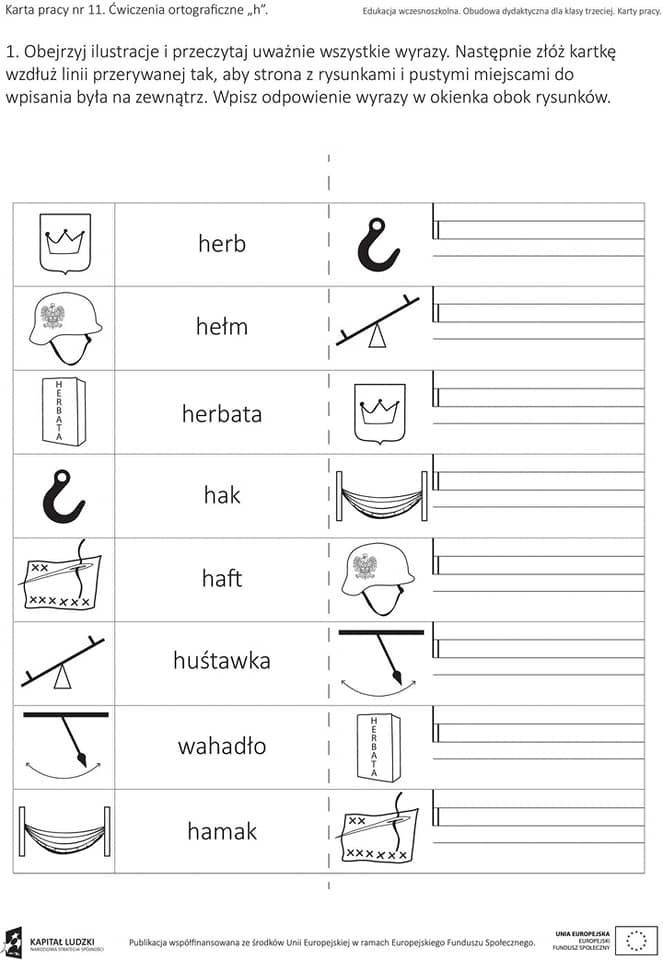 Karta pracy nr 11. Ćwiczenia ortograficzne „h”.
Edukacja wczesnoszkolna. Obudowa dydaktyczna dla klasy trzeciej. Karty pracy.
1. Obejrzyj ilustracje i przeczytaj uważnie wszystkie wyrazy. Następnie złóż kartkę
wzdłuż linii przerywanej tak, aby strona z rysunkami i pustymi miejscami do
wpisania była na zewnątrz. Wpisz odpowienie wyrazy w okienka obok rysunków.
herb
hełm
HERBATA
herbata
hak
XX
XXXXXX
haft
huśtawka
wahadło
HERBATA
hamak
XX
XXXXXX
KAPITAŁ LUDZKI
NARODOWA STRATEGIA SPÓJNOŚCI
Publikacja współfinansowana ze środków Unii Europejskiej w ramach Europejskiego Funduszu Społecznego.
UNIA EUROPEJSKA
EUROPEJSKI
FUNDUSZ SPOŁECZNY